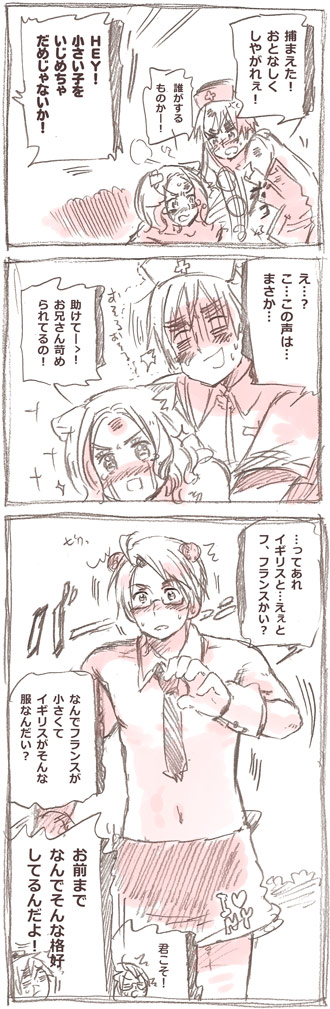 捕まえた！
おとなしく
しやがれぇ！
誰がする
ものかー！
ＨＥＹ！
小さい子を
いじめちゃ
だめじゃないか！
え…？
こ…この声は…
まさか…
助けてー＞！
お兄さん苛め
られてるの！
…ってあれ
イギリスと…えぇと
フ、フランスかい？
なんでフランスが
小さくて
イギリスがそんな
服なんだい？
I♡
NY
お前まで
なんでそんな格好
してるんだよ！
君こそ！